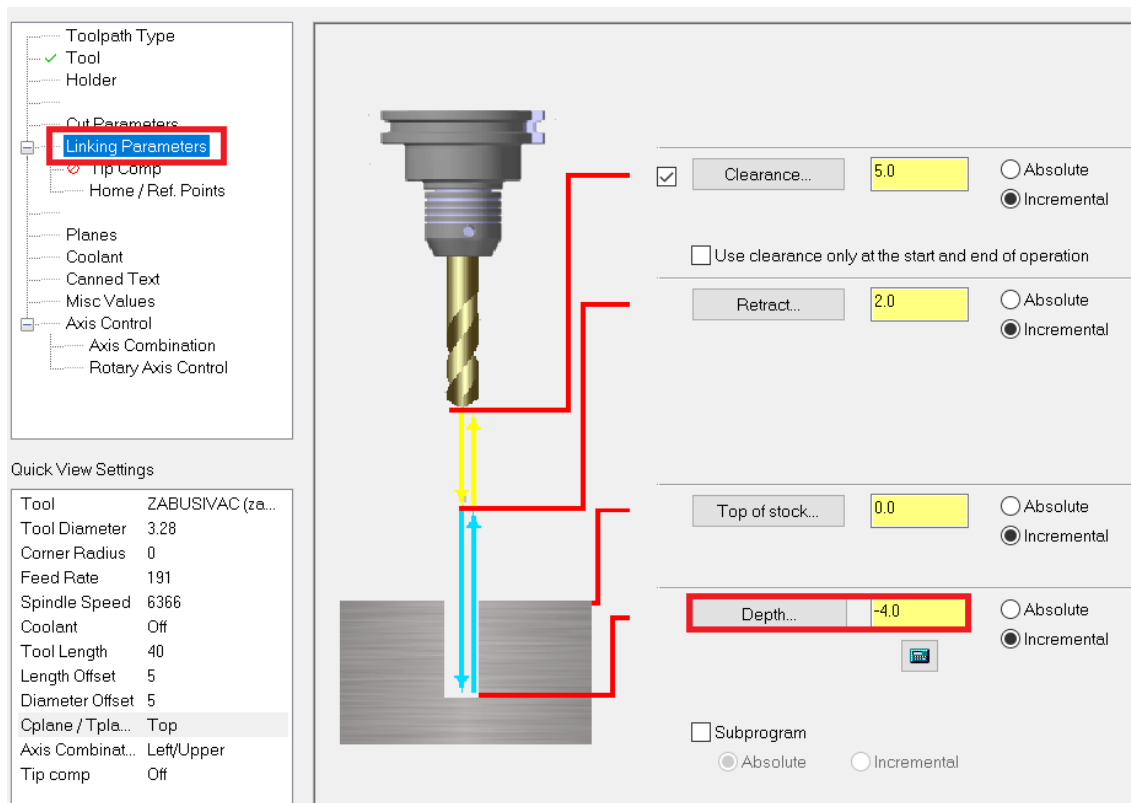 Toolpath Type
Tool
Holder
Cut Parameters
Linking Parameters
Tip Comp
Home / Ref. Points
Planes
Coolant
Canned Text
Misc Values
Axis Control
Axis Combination
Rotary Axis Control
Quick View Settings
Tool ZABUSIVAC (za...
Tool Diameter 3.28
Corner Radius 0
Feed Rate 191
Spindle Speed 6366
Coolant Off
Tool Length 40
Length Offset 5
Diameter Offset 5
Cplane / Tpla... Top
Axis Combinat... Left/Upper
Tip comp Off
Clearance... 5.0 Absolute
Incremental
Use clearance only at the start and end of operation
Retract... 2.0 Absolute
Incremental
Top of stock... 0.0 Absolute
Incremental
Depth... -4.0 Absolute
Incremental
Subprogram
Absolute Incremental